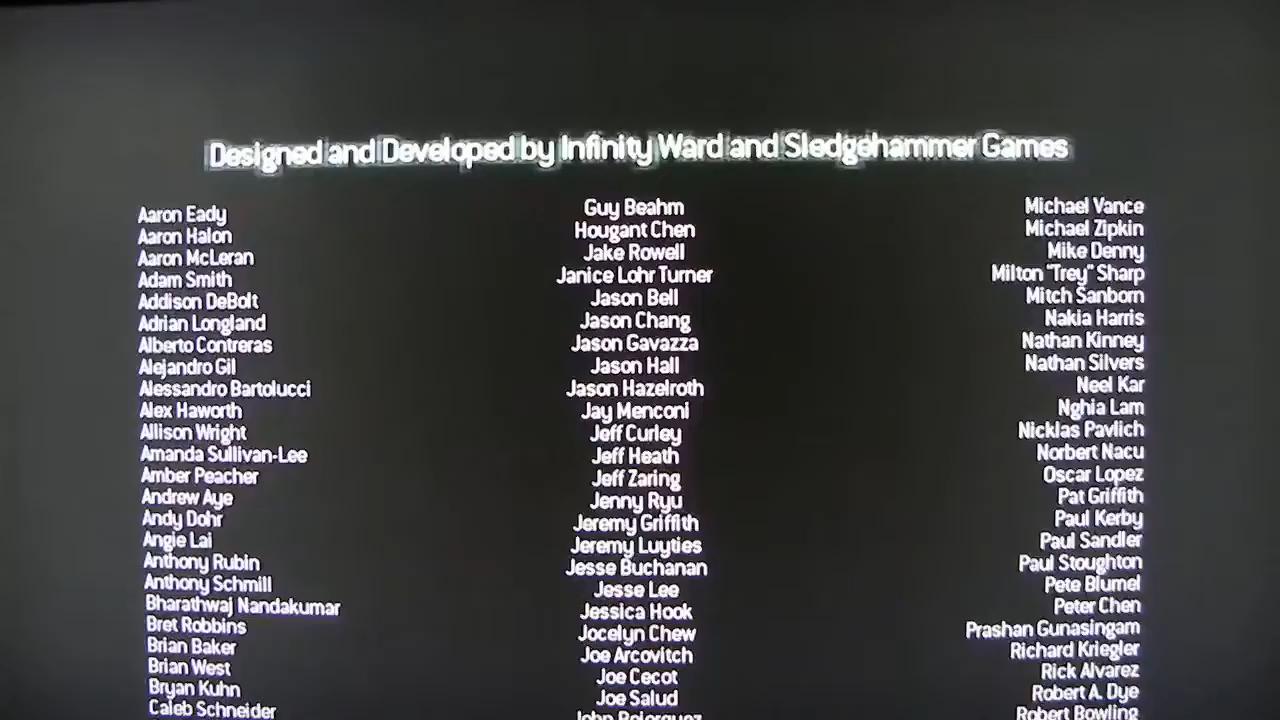 Designed and Developed by Infinity Ward and Sledgehammer Games
Aaron Eady
Aaron Halon
Aaron McLeran
Adam Smith
Addison DeBolt
Adrian Longland
Alberto Contreras
Alejandro Gil
Alessandro Bartolucci
Alex Haworth
Allison Wright
Amanda Sullivan-Lee
Amber Peacher
Andrew Aye
Andy Dohr
Angie Lai
Anthony Rubin
Anthony Schmill
Bharathwaj Nandakumar
Bret Robbins
Brian Baker
Brian West
Bryan Kuhn
Caleb Schneider
Guy Beahm
Hougant Chen
Jake Rowell
Janice Lohr Turner
Jason Bell
Jason Chang
Jason Gavazza
Jason Hall
Jason Hazelroth
Jay Menconi
Jeff Curley
Jeff Heath
Jeff Zaring
Jenny Ryu
Jeremy Griffith
Jeremy Luyties
Jesse Buchanan
Jesse Lee
Jessica Hook
Jocelyn Chew
Joe Arcovitch
Joe Cecot
Joe Salud
John
Michael Vance
Michael Zipkin
Mike Denny
Milton "Trey" Sharp
Mitch Sanborn
Nakia Harris
Nathan Kinney
Nathan Silvers
Neel Kar
Nghia Lam
Nicklas Pavlich
Norbert Nacu
Oscar Lopez
Pat Griffith
Paul Kerby
Paul Sandler
Paul Stoughton
Pete Blumel
Peter Chen
Prashan Gunasingam
Richard Kriegler
Rick Alvarez
Robert A. Dye
Robert Bowling